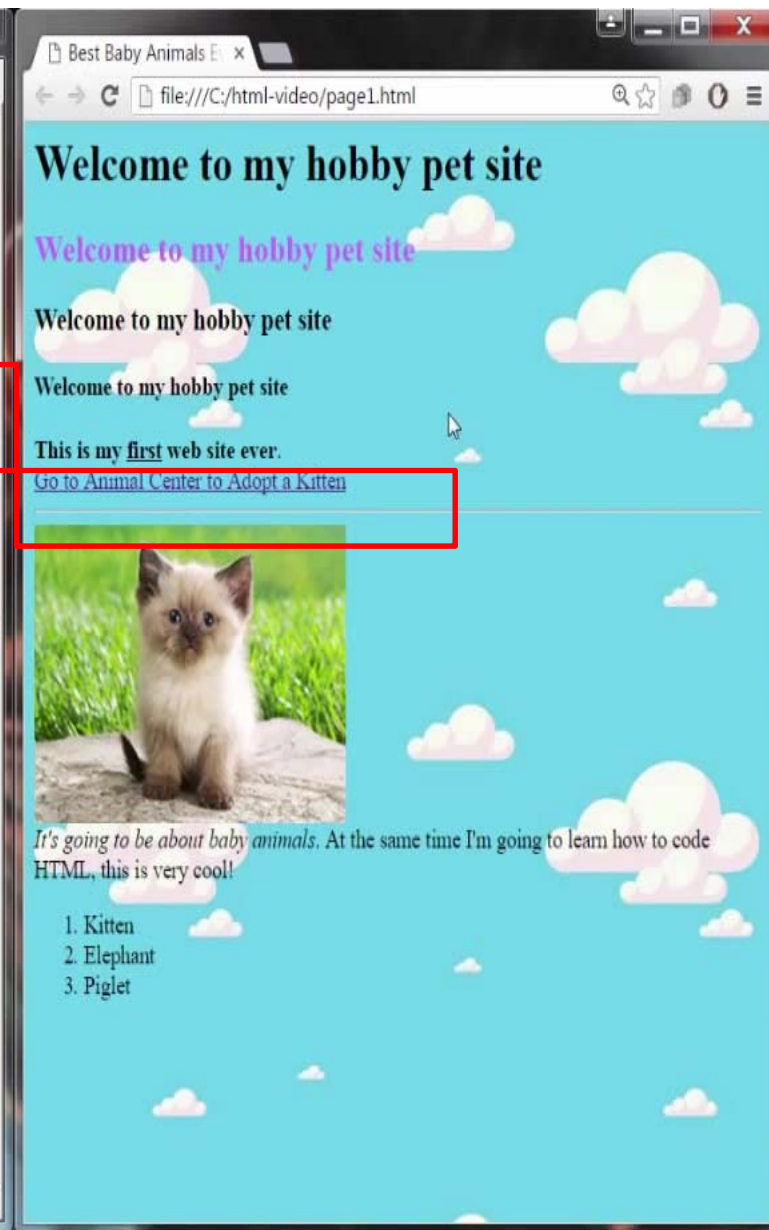 Best Baby Animals E
file:///C:/html-video/page1.html
Welcome to my hobby pet site
Welcome to my hobby pet site
Welcome to my hobby pet site
Welcome to my hobby pet site
This is my first web site ever.
Go to Animal Center to Adopt a Kitten
It's going to be about baby animals. At the same time I'm going to learn how to code
HTML, this is very cool!
1. Kitten
2. Elephant
3. Piglet